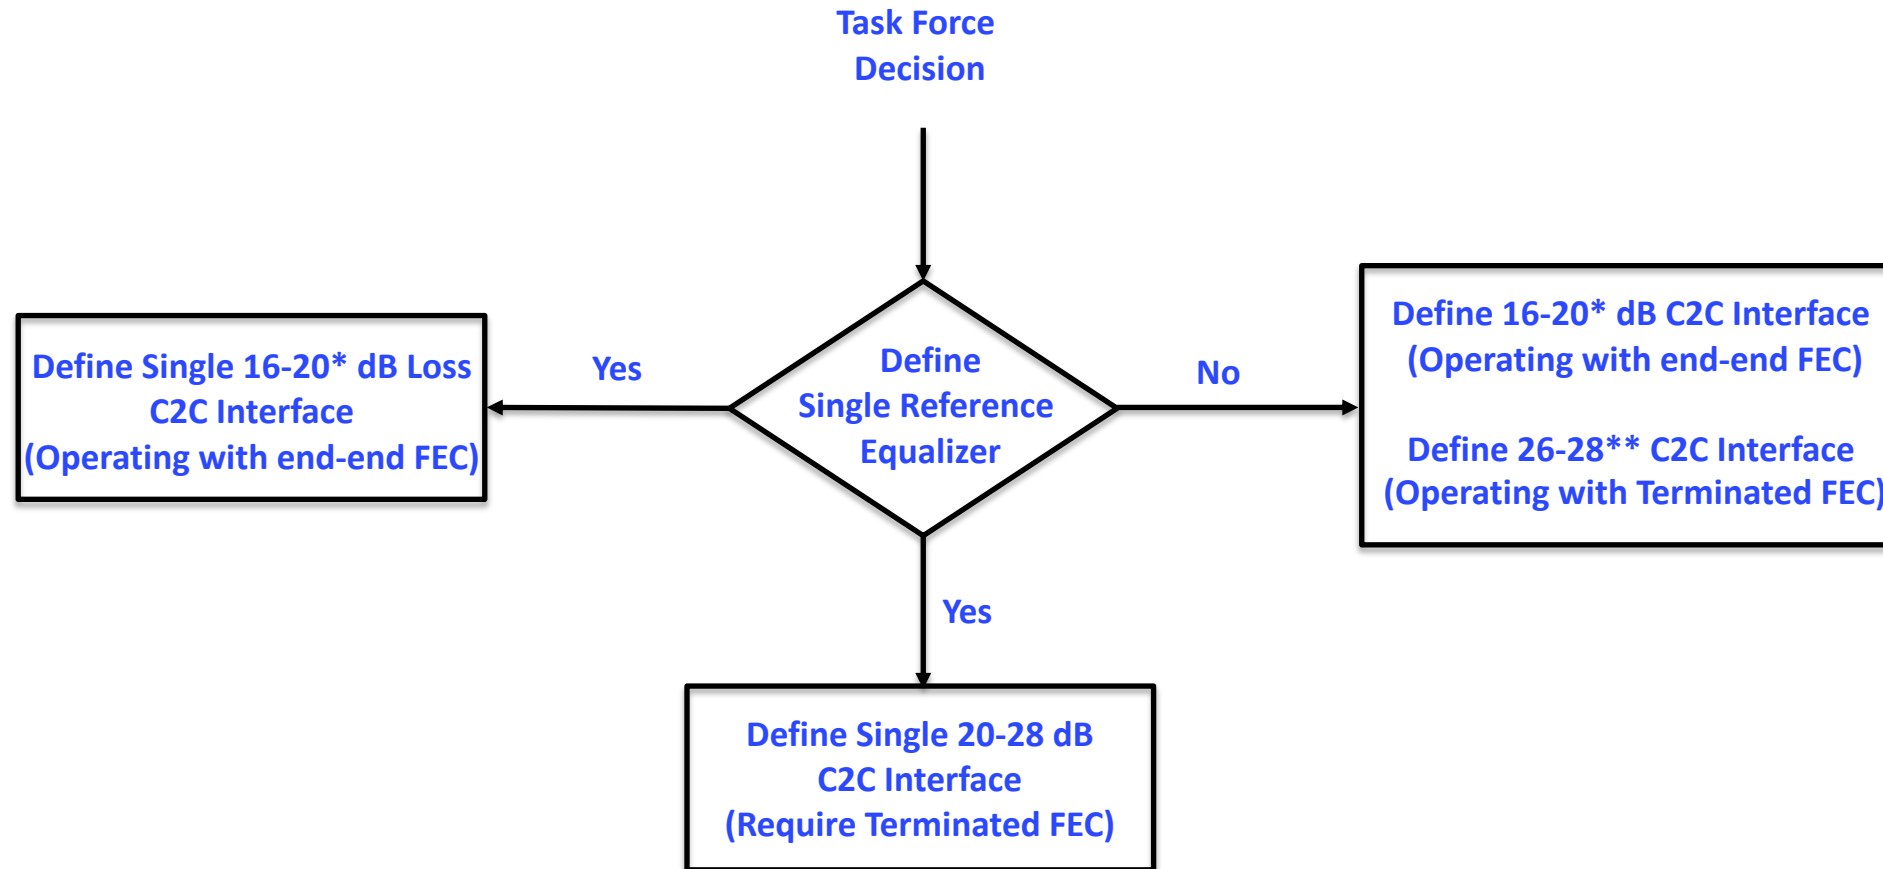 Task Force
Decision
Define Single 16-20* dB Loss
C2C Interface
(Operating with end-end FEC)
Yes
Define
Single Reference
Equalizer
No
Define 16-20* dB C2C Interface
(Operating with end-end FEC)
Define 26-28** C2C Interface
(Operating with Terminated FEC)
Yes
Define Single 20-28 dB
C2C Interface
(Require Terminated FEC)